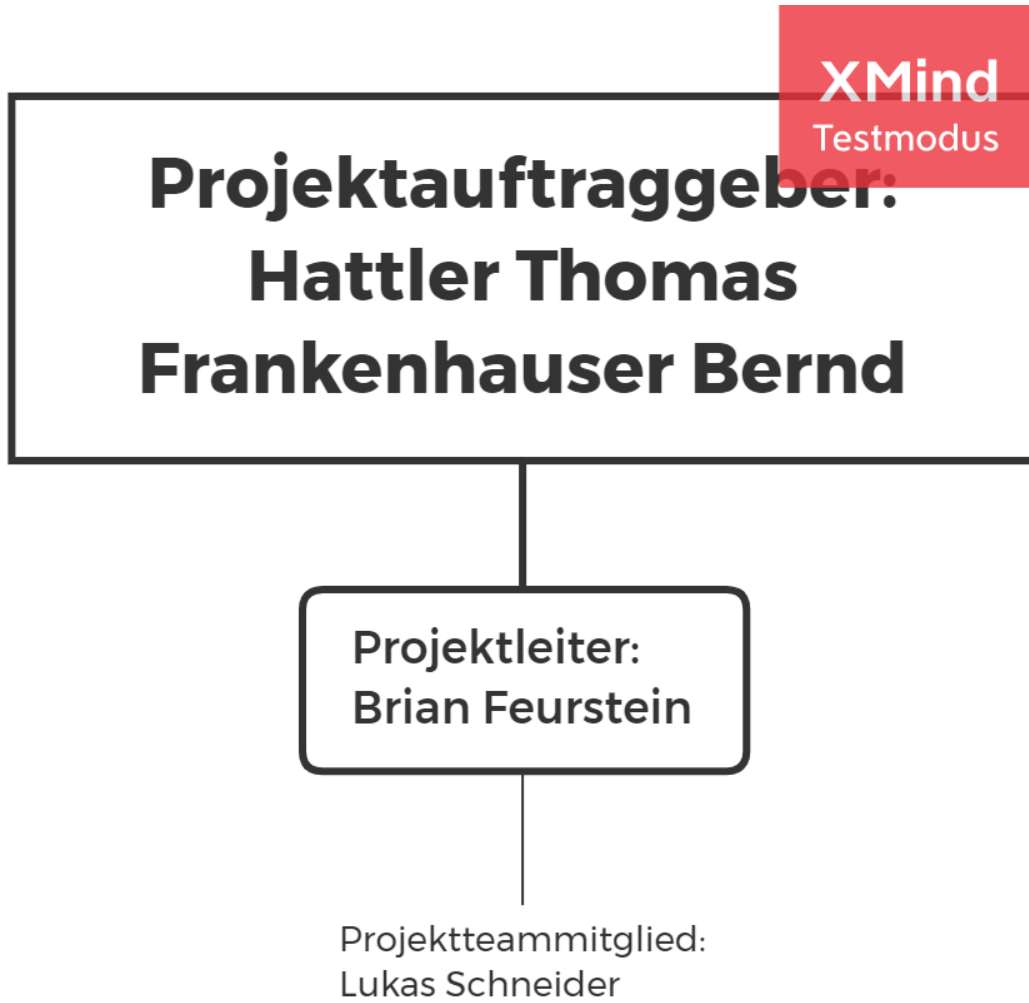 XMind
Testmodus
Projektauftraggeber:
Hattler Thomas
Frankenhauser Bernd
Projektleiter:
Brian Feurstein
Projektteammitglied:
Lukas Schneider